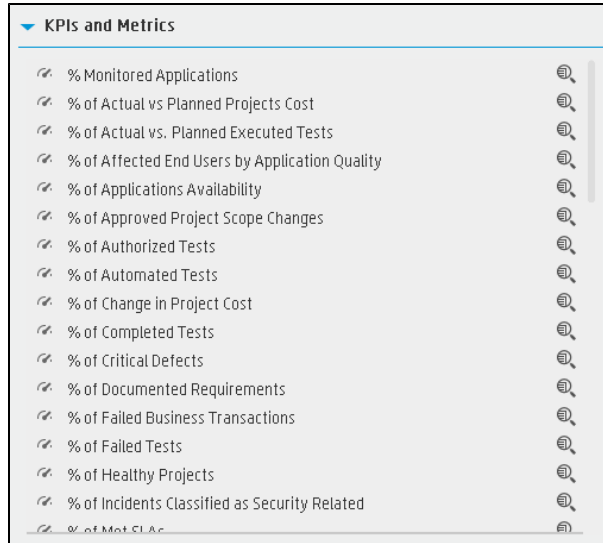 KPIs and Metrics
% Monitored Applications
% of Actual vs Planned Projects Cost
% of Actual vs. Planned Executed Tests
% of Affected End Users by Application Quality
% of Applications Availability
% of Approved Project Scope Changes
% of Authorized Tests
% of Automated Tests
% of Change in Project Cost
% of Completed Tests
% of Critical Defects
% of Documented Requirements
% of Failed Business Transactions
% of Failed Tests
% of Healthy Projects
% of Incidents Classified as Security Related
% of Met SLAs